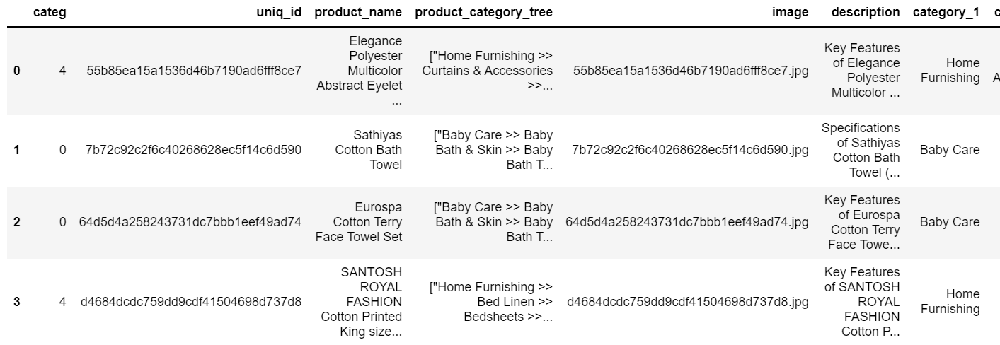 categ uniq_id product_name product_category_tree image description category_1 c
0 4 55b85ea15a1536d46b7190ad6fff8ce7 Elegance Polyester Multicolor Abstract Eyelet ... ["Home Furnishing >> Curtains & Accessories >>... 55b85ea15a1536d46b7190ad6fff8ce7.jpg Key Features of Elegance Polyester Multicolor ... Home Furnishing A
1 0 7b72c92c2f6c40268628ec5f14c6d590 Sathiyas Cotton Bath Towel ["Baby Care >> Baby Bath & Skin >> Baby Bath T... 7b72c92c2f6c40268628ec5f14c6d590.jpg Specifications of Sathiyas Cotton Bath Towel (... Baby Care
2 0 64d5d4a258243731dc7bbb1eef49ad74 Eurospa Cotton Terry Face Towel Set ["Baby Care >> Baby Bath & Skin >> Baby Bath T... 64d5d4a258243731dc7bbb1eef49ad74.jpg Key Features of Eurospa Cotton Terry Face Towe... Baby Care
3 4 d4684dcdc759dd9cdf41504698d737d8 SANTOSH ROYAL FASHION Cotton Printed King size... ["Home Furnishing >> Bed Linen >> Bedsheets >>... d4684dcdc759dd9cdf41504698d737d8.jpg Key Features of SANTOSH ROYAL FASHION Cotton P... Home Furnishing